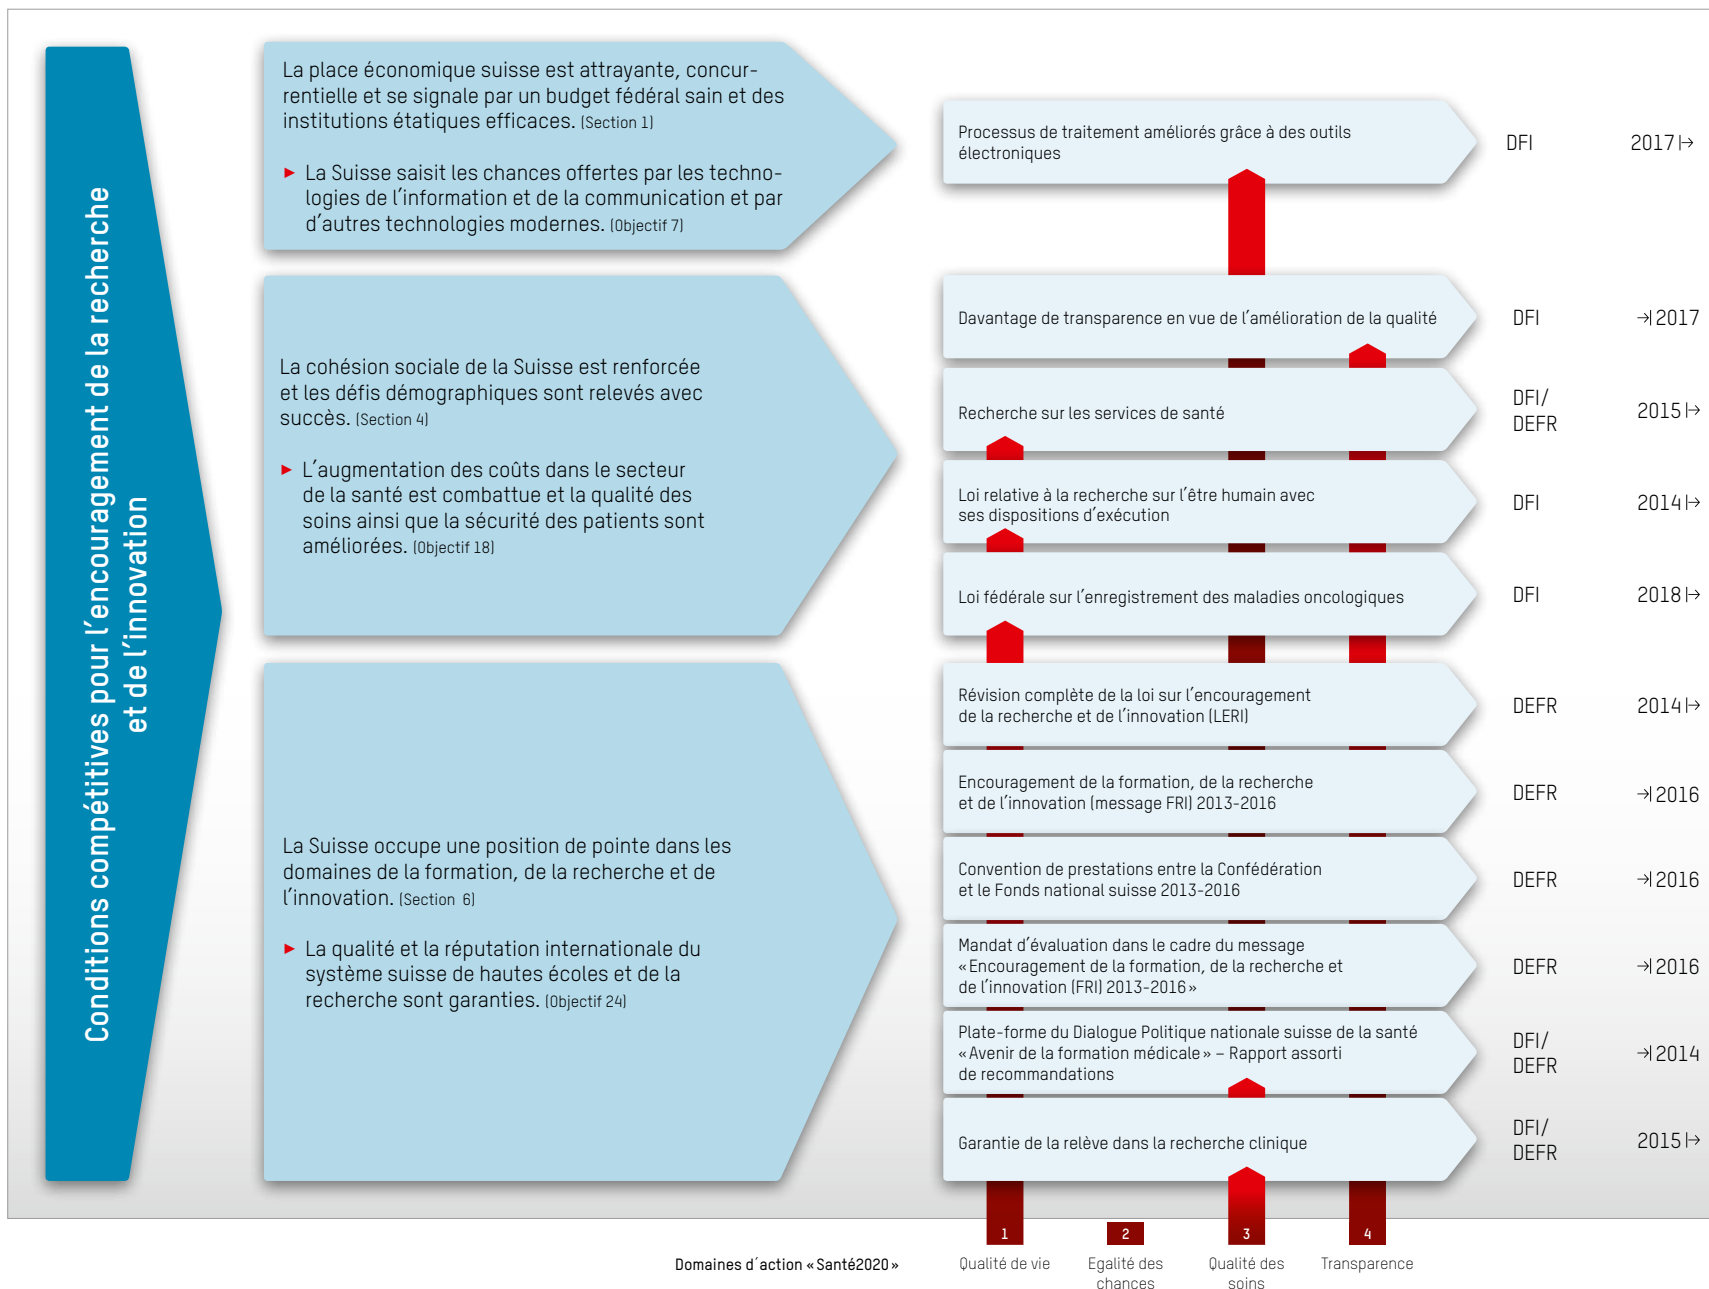 Conditions compétitives pour l'encouragement de la recherche
et de l'innovation
La place économique suisse est attrayante, concur-
rentielle et se signale par un budget fédéral sain et des
institutions étatiques efficaces. (Section 1)
► La Suisse saisit les chances offertes par les techno-
logies de l'information et de la communication et par
d'autres technologies modernes. (Objectif 7)
Processus de traitement améliorés grâce à des outils
électroniques
DFI 2017 |→
La cohésion sociale de la Suisse est renforcée
et les défis démographiques sont relevés avec
succès. (Section 4)
► L'augmentation des coûts dans le secteur
de la santé est combattue et la qualité des
soins ainsi que la sécurité des patients sont
améliorées. (Objectif 18)
Davantage de transparence en vue de l'amélioration de la qualité
DFI →| 2017
Recherche sur les services de santé
DFI/
DEFR
2015 |→
Loi relative à la recherche sur l'être humain avec
ses dispositions d'exécution
DFI 2014 |→
Loi fédérale sur l'enregistrement des maladies oncologiques
DFI 2018 |→
La Suisse occupe une position de pointe dans les
domaines de la formation, de la recherche et de
l'innovation. (Section 6)
► La qualité et la réputation internationale du
système suisse de hautes écoles et de la
recherche sont garanties. (Objectif 24)
Révision complète de la loi sur l'encouragement
de la recherche et de l'innovation (LERI)
DEFR 2014 |→
Encouragement de la formation, de la recherche
et de l'innovation (message FRI) 2013-2016
DEFR →| 2016
Convention de prestations entre la Confédération
et le Fonds national suisse 2013-2016
DEFR →| 2016
Mandat d'évaluation dans le cadre du message
«Encouragement de la formation, de la recherche et
de l'innovation (FRI) 2013-2016»
DEFR →| 2016
Plate-forme du Dialogue Politique nationale suisse de la santé
«Avenir de la formation médicale» – Rapport assorti
de recommandations
DFI/
DEFR
→| 2014
Garantie de la relève dans la recherche clinique
DFI/
DEFR
2015 |→
1 2 3 4
Domaines d´action «Santé2020»
Qualité de vie
Egalité des
chances
Qualité des
soins
Transparence